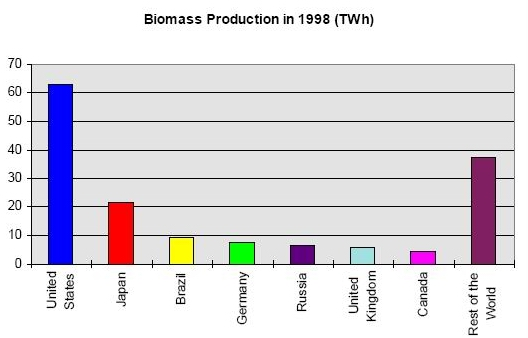 Biomass Production in 1998 (TWh)
70
60
50
40
30
20
10
0
United
States
Japan
Brazil
Germany
Russia
United
Kingdom
Canada
Rest of the
World